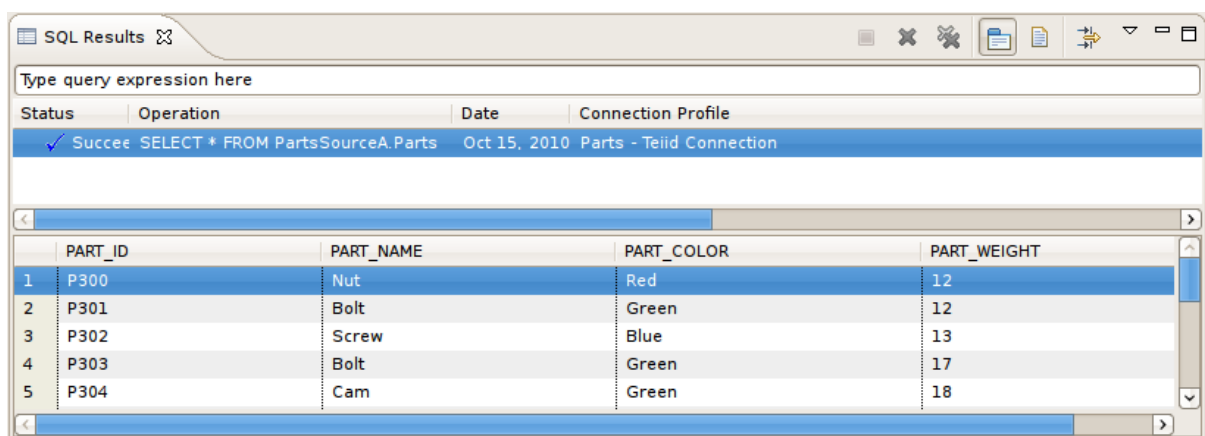 SQL Results
Type query expression here
Status Operation Date Connection Profile
Succee SELECT * FROM PartsSourceA.Parts Oct 15, 2010 Parts - Teiid Connection
PART_ID PART_NAME PART_COLOR PART_WEIGHT
1 P300 Nut Red 12
2 P301 Bolt Green 12
3 P302 Screw Blue 13
4 P303 Bolt Green 17
5 P304 Cam Green 18